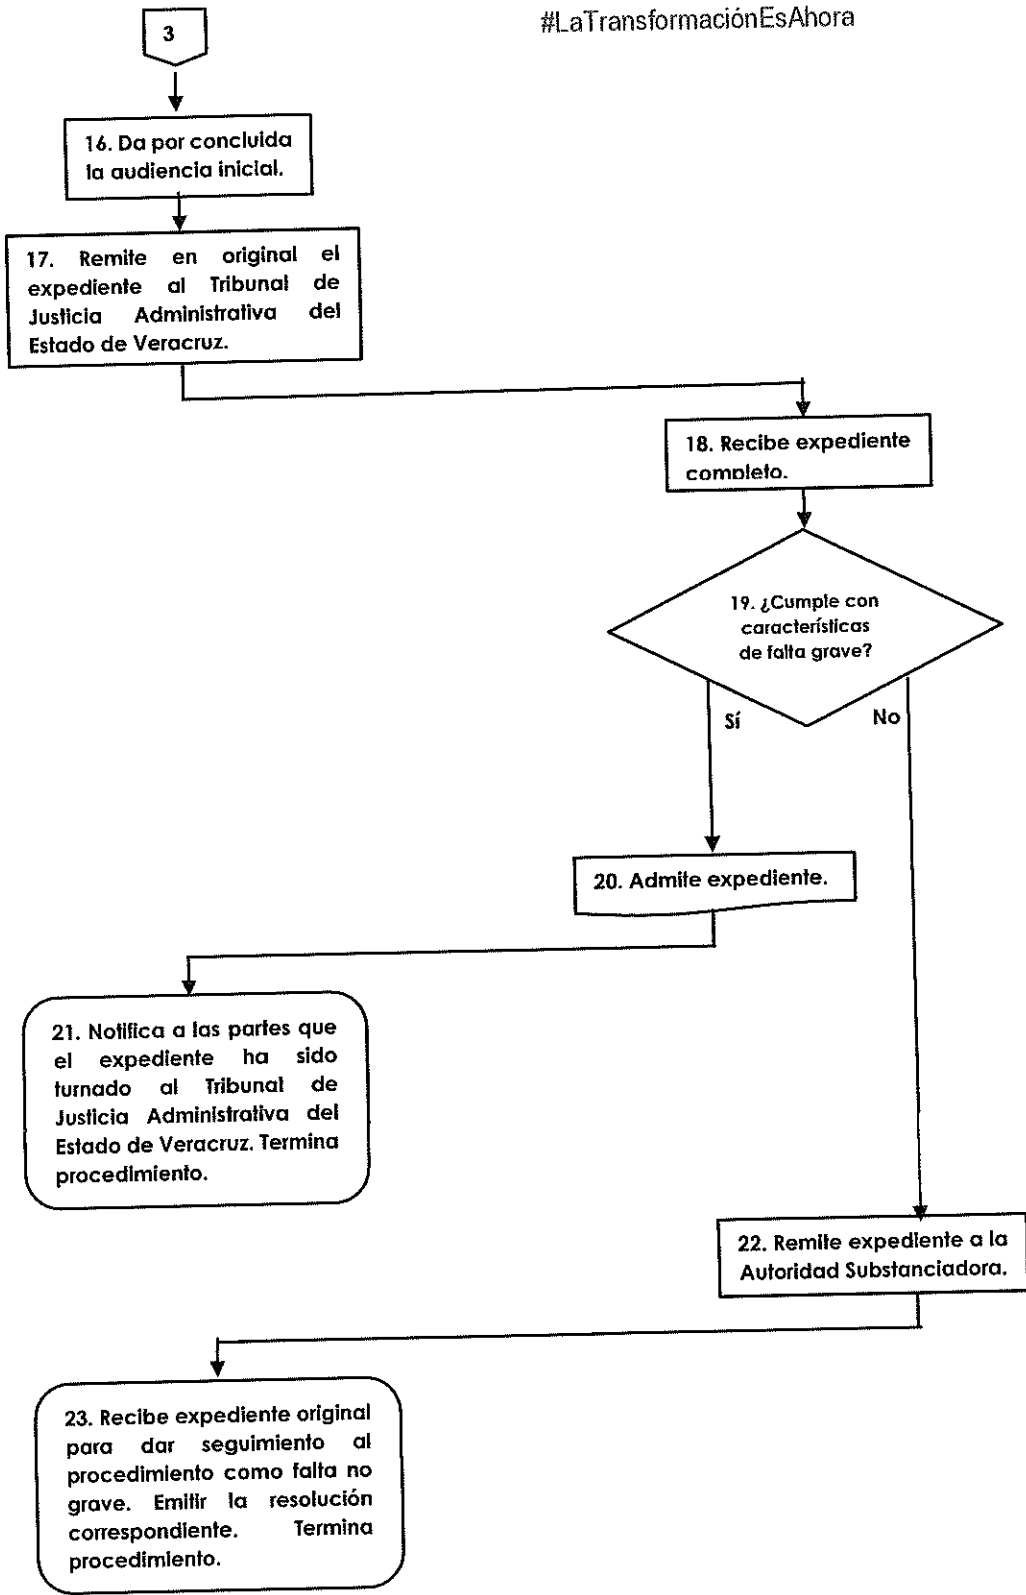 #LaTransformaciónEsAhora
3
16. Da por concluida
la audiencia inicial.
17. Remite en original el
expediente al Tribunal de
Justicia Administrativa del
Estado de Veracruz.
18. Recibe expediente
completo.
19. ¿Cumple con
características
de falta grave?
Sí
No
20. Admite expediente.
21. Notifica a las partes que
el expediente ha sido
turnado al Tribunal de
Justicia Administrativa del
Estado de Veracruz. Termina
procedimiento.
22. Remite expediente a la
Autoridad Substanciadora.
23. Recibe expediente original
para dar seguimiento al
procedimiento como falta no
grave. Emitir la resolución
correspondiente. Termina
procedimiento.